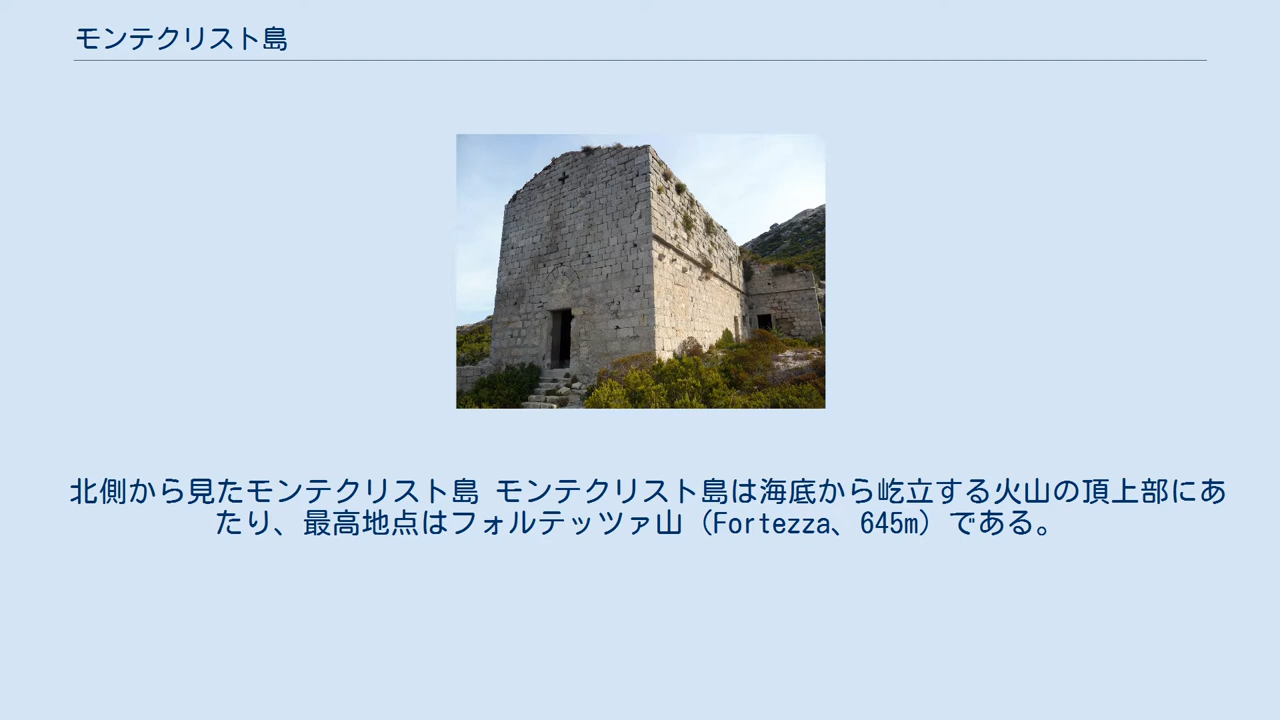 モンテクリスト島
北側から見たモンテクリスト島 モンテクリスト島は海底から屹立する火山の頂上部にあ
たり、最高地点はフォルテッツァ山（Fortezza、645m）である。